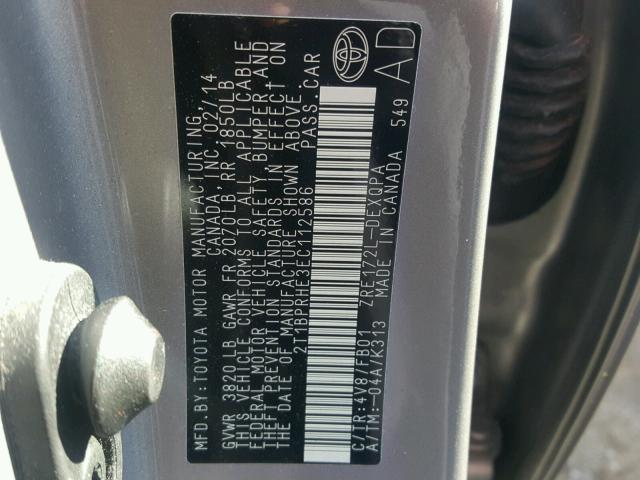 MFD. BY: TOYOTA MOTOR MANUFACTURING,
CANADA, INC. 02/14
GVWR 3820 LB GAWR FR 2070LB, RR 1850LB
THIS VEHICLE CONFORMS TO ALL APPLICABLE
FEDERAL MOTOR VEHICLE SAFETY, BUMPER AND
THEFT PREVENTION STANDARDS IN EFFECT ON
THE DATE OF MANUFACTURE SHOWN ABOVE.
2T1BPRHE3EC112586 PASS. CAR
C/TR:4V8/FB01 ZRE172L-DEXQPA
A/TM:-04A/K313 MADE IN CANADA 549
AD